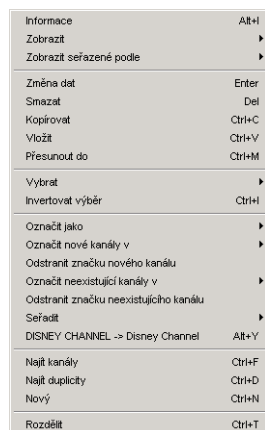 Informace Alt+I
Zobrazit
Zobrazit seřazené podle
Změna dat Enter
Smazat Del
Kopírovat Ctrl+C
Vložit Ctrl+V
Přesunout do Ctrl+M
Vybrat
Invertovat výběr Ctrl+I
Označit jako
Označit nové kanály v
Odstranit značku nového kanálu
Označit neexistující kanály v
Odstranit značku neexistujícího kanálu
Seřadit
DISNEY CHANNEL -> Disney Channel Alt+Y
Najít kanály Ctrl+F
Najít duplicity Ctrl+D
Nový Ctrl+N
Rozdělit Ctrl+T